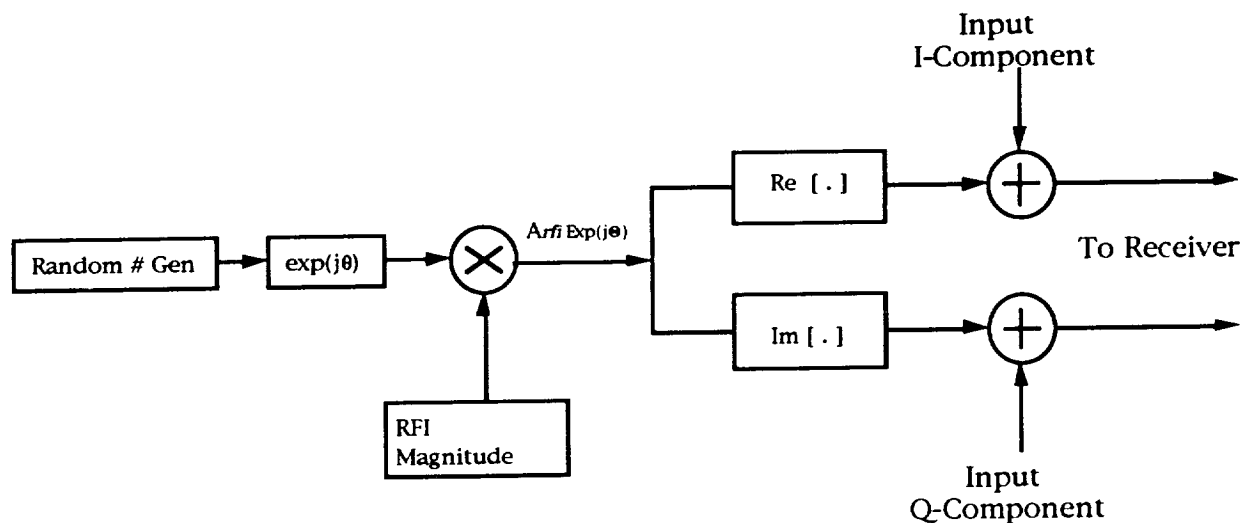 Input
I-Component
Re [ . ]
Arfi Exp(jθ)
To Receiver
Random # Gen
exp(jθ)
Im [ . ]
RFI
Magnitude
Input
Q-Component